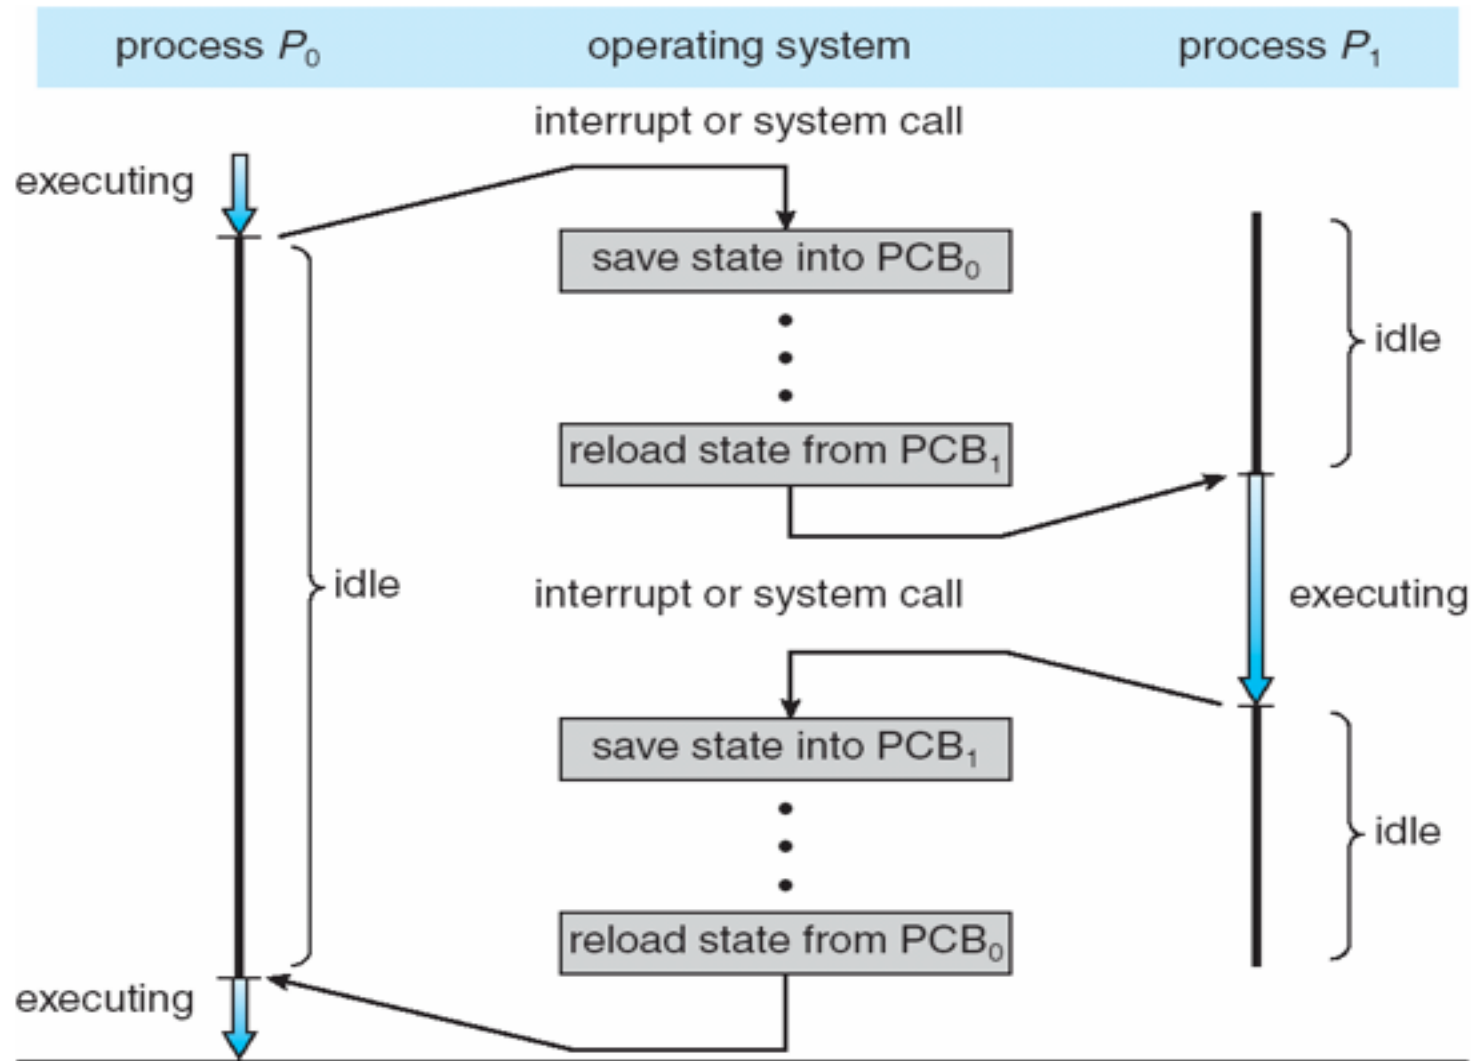 process P₀ operating system process P₁
interrupt or system call
executing
save state into PCB₀
idle
reload state from PCB₁
idle
interrupt or system call
executing
save state into PCB₁
idle
reload state from PCB₀
executing